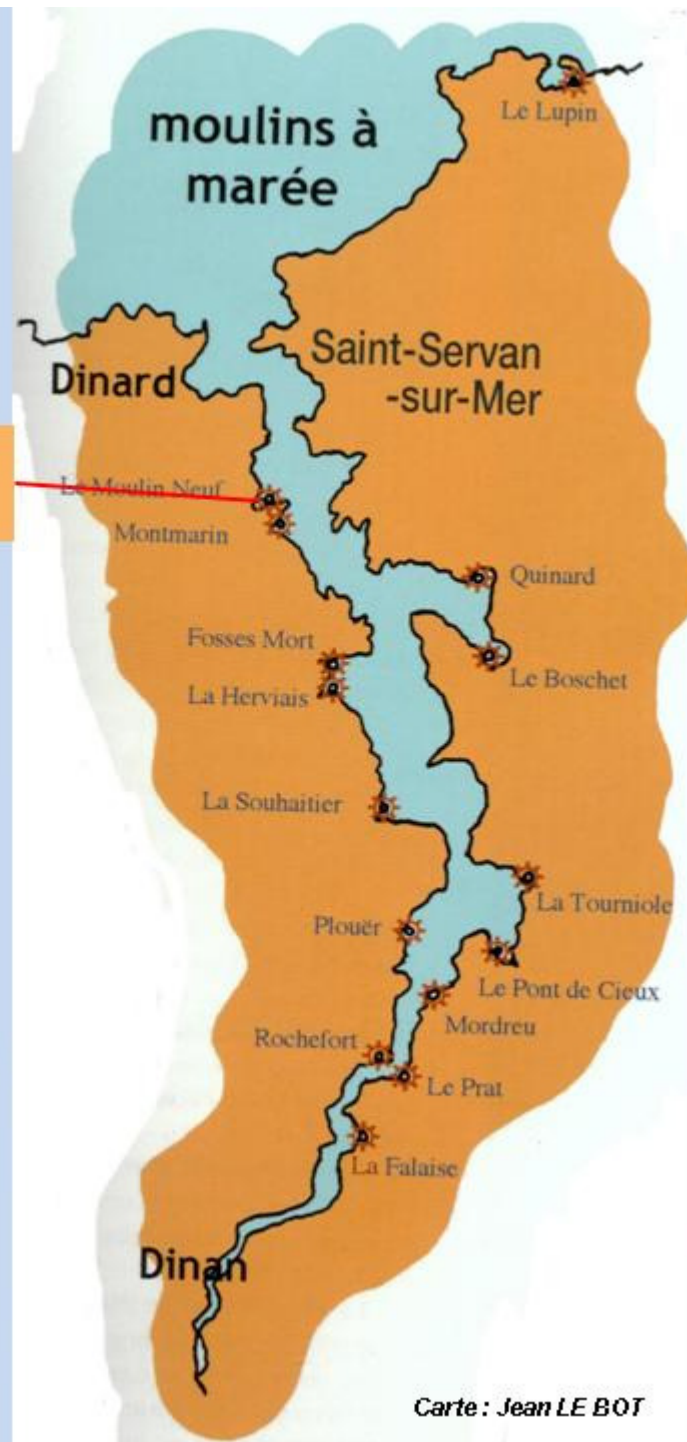 Le Lupin
moulins à
marée
Saint-Servan
-sur-Mer
Dinard
Le Moulin Neuf
Montmarin
Quinard
Fosses Mort
Le Boschet
La Herviais
La Souhaitier
La Tourniole
Plouër
Le Pont de Cieux
Mordreu
Rochefort
Le Prat
La Falaise
Dinan
Carte : Jean LE BOT